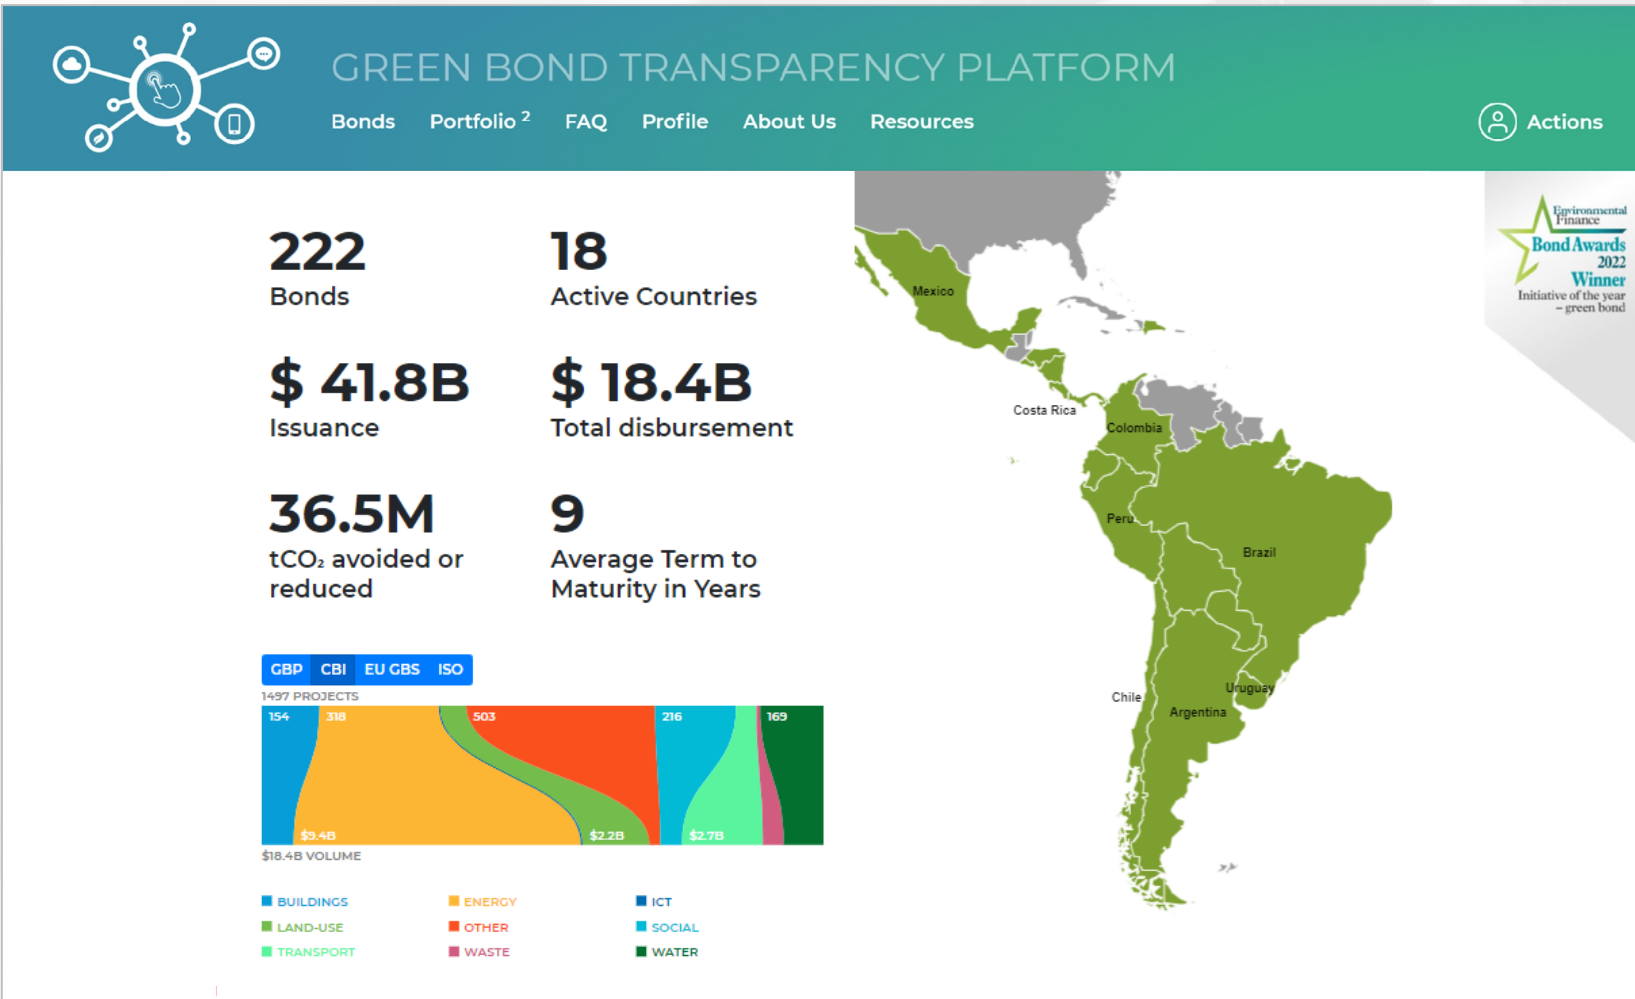 GREEN BOND TRANSPARENCY PLATFORM
Bonds Portfolio 2 FAQ Profile About Us Resources
Actions
222
Bonds
18
Active Countries
$ 41.8B
Issuance
$ 18.4B
Total disbursement
36.5M
tCO₂ avoided or
reduced
9
Average Term to
Maturity in Years
GBP CBI EU GBS ISO
1497 PROJECTS
154 318 503 216 169
$9.4B $2.2B $2.7B
$18.4B VOLUME
BUILDINGS ENERGY ICT
LAND-USE OTHER SOCIAL
TRANSPORT WASTE WATER
Mexico
Costa Rica
Colombia
Peru
Brazil
Chile
Uruguay
Argentina
Environmental
Finance
Bond Awards
2022
Winner
Initiative of the year
– green bond